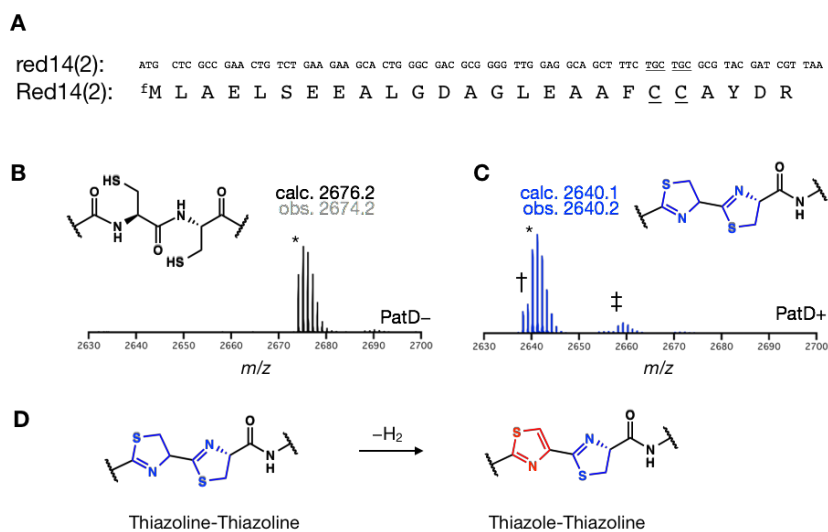 A
red14(2): ATG CTC GCC GAA CTG TCT GAA GAA GCA CTG GGC GAC GCG GGG TTG GAG GCA GCT TTC TGC TGC GCG TAC GAT CGT TAA
Red14(2): fM L A E L S E E A L G D A G L E A A F C C A Y D R
B
HS
O
O
N
N
H
H
O
HS
calc. 2676.2
obs. 2674.2
*
PatD–
2630 2640 2650 2660 2670 2680 2690 2700
m/z
C
calc. 2640.1
obs. 2640.2
*
†
‡
S
N
N
S
O
N
H
PatD+
2630 2640 2650 2660 2670 2680 2690 2700
m/z
D
S
N
N
S
O
N
H
–H2
S
N
N
S
O
N
H
Thiazoline-Thiazoline
Thiazole-Thiazoline